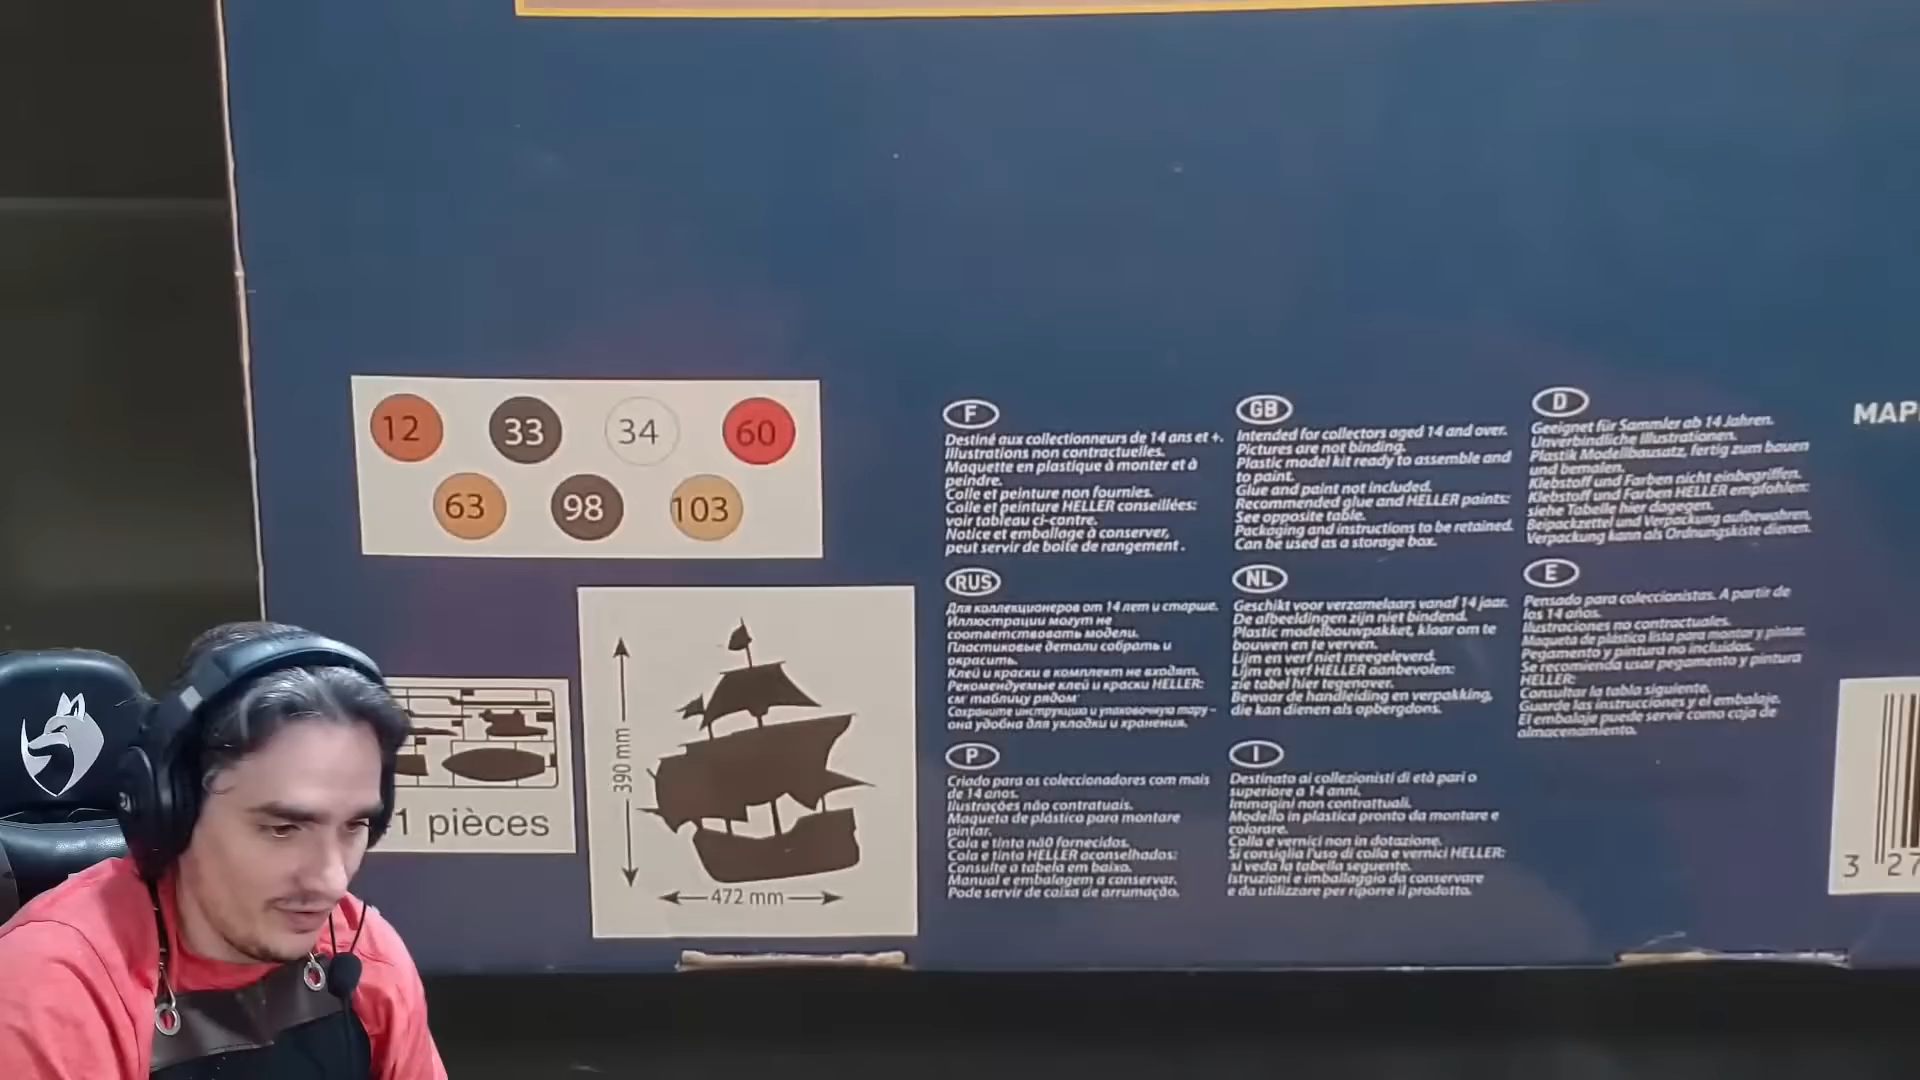 12 33 34 60
63 98 103
1 pièces
390 mm
472 mm
F
Destiné aux collectionneurs de 14 ans et +.
Illustrations non contractuelles.
Maquette en plastique à monter et à
peindre.
Colle et peinture non fournies.
Colle et peinture HELLER conseillées:
voir tableau ci-contre.
Notice et emballage à conserver,
peut servir de boîte de rangement.
GB
Intended for collectors aged 14 and over.
Pictures are not binding.
Plastic model kit ready to assemble and
to paint.
Glue and paint not included.
Recommended glue and HELLER paints:
See opposite table.
Packaging and instructions to be retained.
Can be used as a storage box.
D
Geeignet für Sammler ab 14 Jahren.
Unverbindliche Illustrationen.
Plastik Modellbausatz, fertig zum bauen
und bemalen.
Klebstoff und Farben nicht einbegriffen.
Klebstoff und Farben HELLER empfohlen:
siehe Tabelle hier dagegen.
Beipackzettel und Verpackung aufbewahren,
Verpackung kann als Ordnungskiste dienen.
RUS
Для коллекционеров от 14 лет и старше.
Иллюстрации могут не
соответствовать модели.
Пластиковые детали собрать и
окрасить.
Клей и краски в комплект не входят.
Рекомендуемые клей и краски HELLER:
см таблицу рядом
Сохраните инструкцию и упаковочную тару -
она удобна для укладки и хранения.
NL
Geschikt voor verzamelaars vanaf 14 jaar.
De afbeeldingen zijn niet bindend.
Plastic modelbouwpakket, klaar om te
bouwen en te verven.
Lijm en verf niet meegeleverd.
Lijm en verf HELLER aanbevolen:
zie tabel hier tegenover.
Bewaar de handleiding en verpakking,
die kan dienen als opbergdoos.
E
Pensado para coleccionistas. A partir de
los 14 años.
Ilustraciones no contractuales.
Maqueta de plástico lista para montar y pintar.
Pegamento y pintura no incluidos.
Se recomienda usar pegamento y pintura
HELLER:
Consultar la tabla siguiente.
Guarde las instrucciones y el embalaje.
El embalaje puede servir como caja de
almacenamiento.
P
Criado para os coleccionadores com mais
de 14 anos.
Ilustrações não contratuais.
Maqueta de plástico para montare
pintar.
Cola e tinta não fornecidos.
Cola e tinta HELLER aconselhados:
Consulte a tabela em baixo.
Manual e embalagem a conservar.
Pode servir de caixa de arrumação.
I
Destinato ai collezionisti di età pari o
superiore a 14 anni.
Immagini non contrattuali.
Modello in plastica pronto da montare e
colorare.
Colla e vernici non in dotazione.
Si consiglia l'uso di colla e vernici HELLER:
si veda la tabella seguente.
Istruzioni e imballaggio da conservare
e da utilizzare per riporre il prodotto.
MAP
3 27